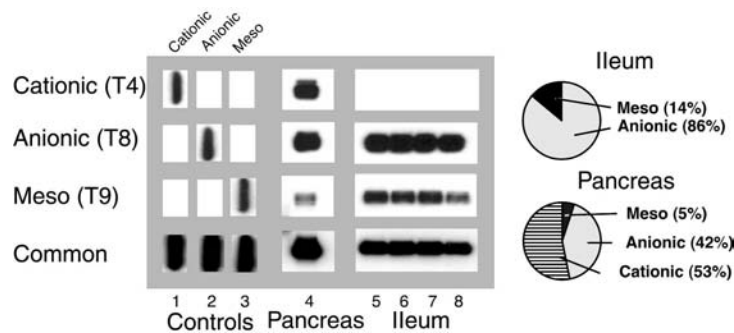 Cationic
Anionic
Meso
Cationic (T4)
Anionic (T8)
Meso (T9)
Common
1 2 3 4 5 6 7 8
Controls Pancreas Ileum
Ileum
Meso (14%)
Anionic (86%)
Pancreas
Meso (5%)
Anionic (42%)
Cationic (53%)